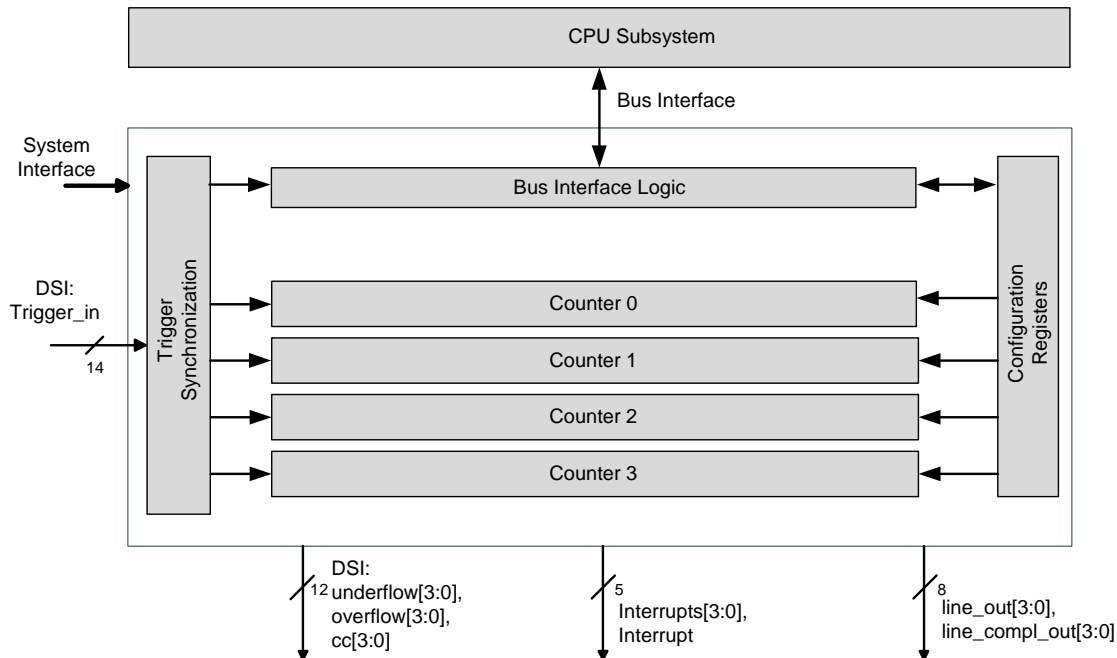 CPU Subsystem
Bus Interface
System
Interface
Bus Interface Logic
DSI:
Trigger_in
14
Trigger
Synchronization
Configuration
Registers
Counter 0
Counter 1
Counter 2
Counter 3
12
DSI:
underflow[3:0],
overflow[3:0],
cc[3:0]
5
Interrupts[3:0],
Interrupt
8
line_out[3:0],
line_compl_out[3:0]